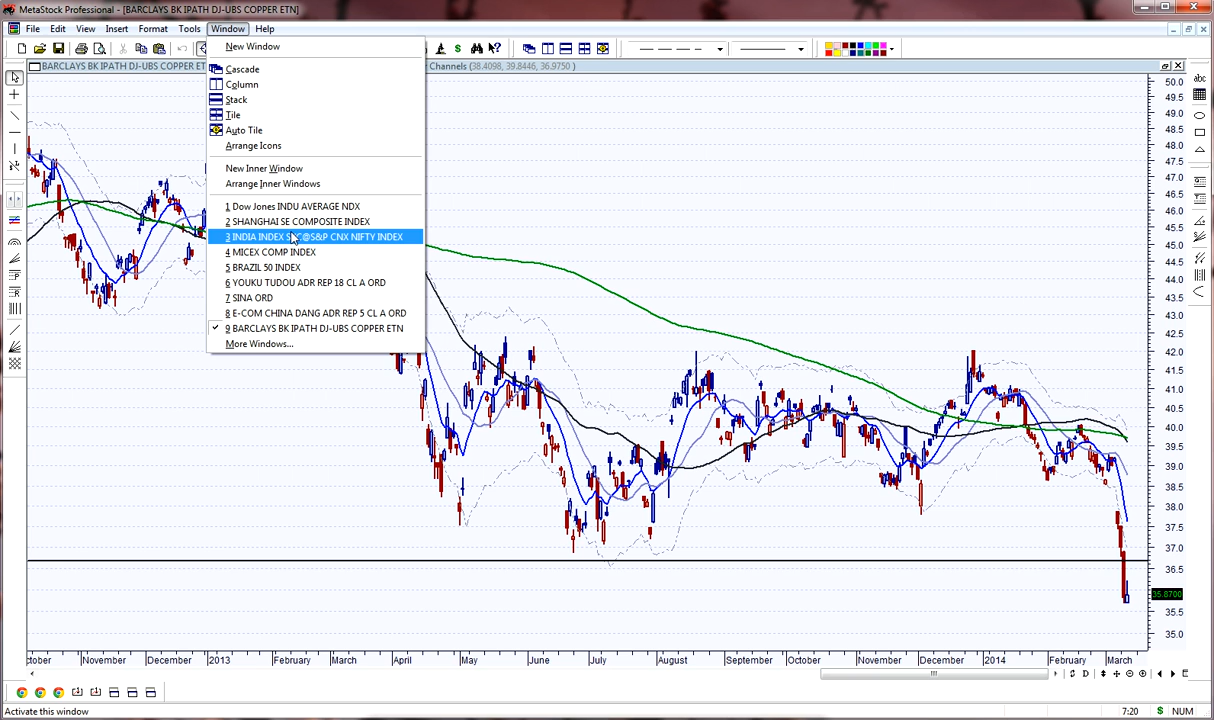 MetaStock Professional - [BARCLAYS BK IPATH DJ-UBS COPPER ETN]
File Edit View Insert Format Tools Window Help
BARCLAYS BK IPATH DJ-UBS COPPER ET
Channels (38.4098, 39.8446, 36.9750 )
New Window
Cascade
Column
Stack
Tile
Auto Tile
Arrange Icons
New Inner Window
Arrange Inner Windows
1 Dow Jones INDU AVERAGE NDX
2 SHANGHAI SE COMPOSITE INDEX
3 INDIA INDEX S&P CNX NIFTY INDEX
4 MICEX COMP INDEX
5 BRAZIL 50 INDEX
6 YOUKU TUDOU ADR REP 18 CL A ORD
7 SINA ORD
8 E-COM CHINA DANG ADR REP 5 CL A ORD
9 BARCLAYS BK IPATH DJ-UBS COPPER ETN
More Windows...
abc
50.0
49.5
49.0
48.5
48.0
47.5
47.0
46.5
46.0
45.5
45.0
44.5
44.0
43.5
43.0
42.5
42.0
41.5
41.0
40.5
40.0
39.5
39.0
38.5
38.0
37.5
37.0
36.5
35.8700
35.5
35.0
tober November December 2013 February March April May June July August September October November December 2014 February March
D
Activate this window
7:20 $ NUM